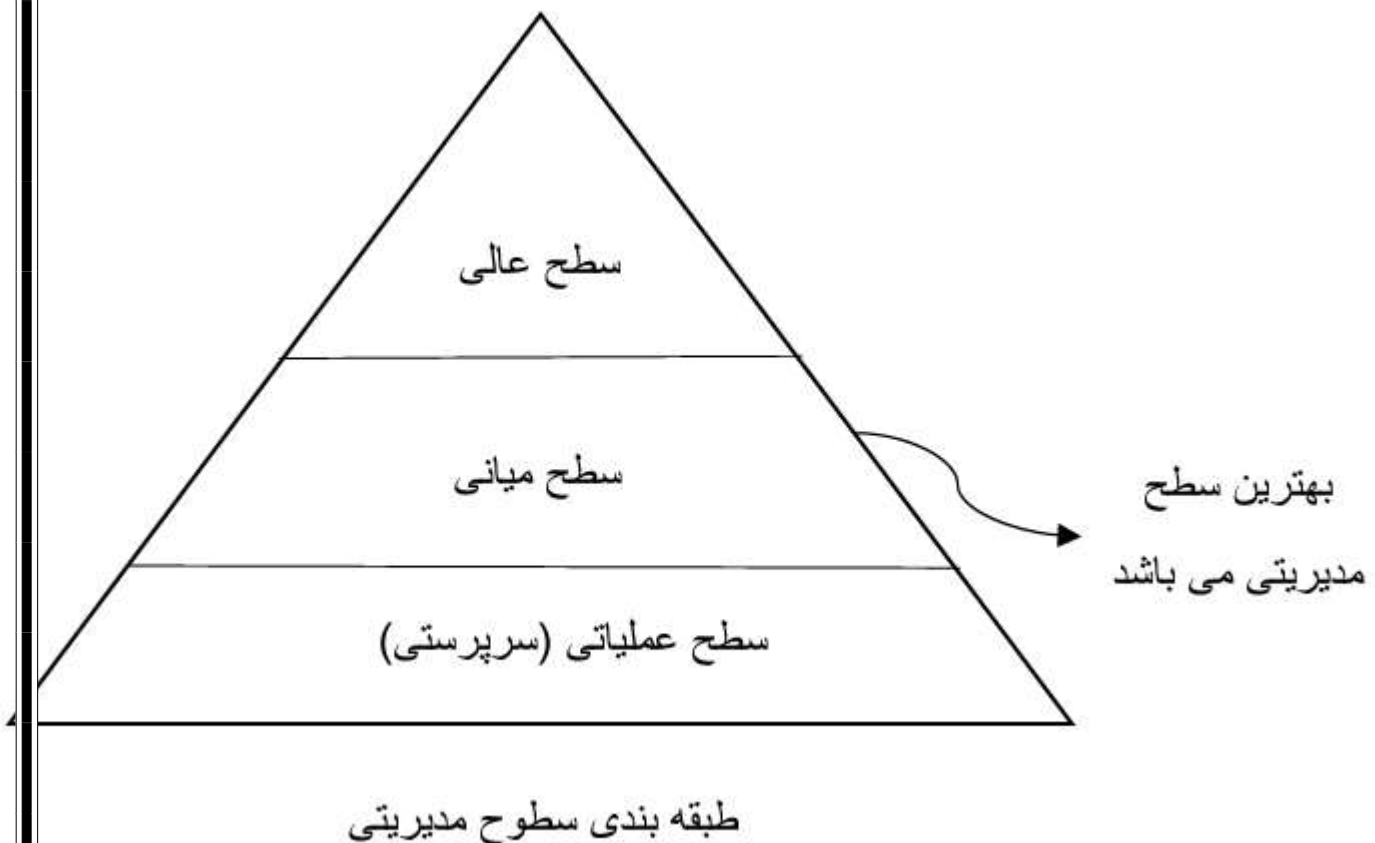 سطح عالی
سطح میانی
بهترین سطح
مدیریتی می باشد
سطح عملیاتی (سرپرستی)
طبقه بندی سطوح مدیریتی